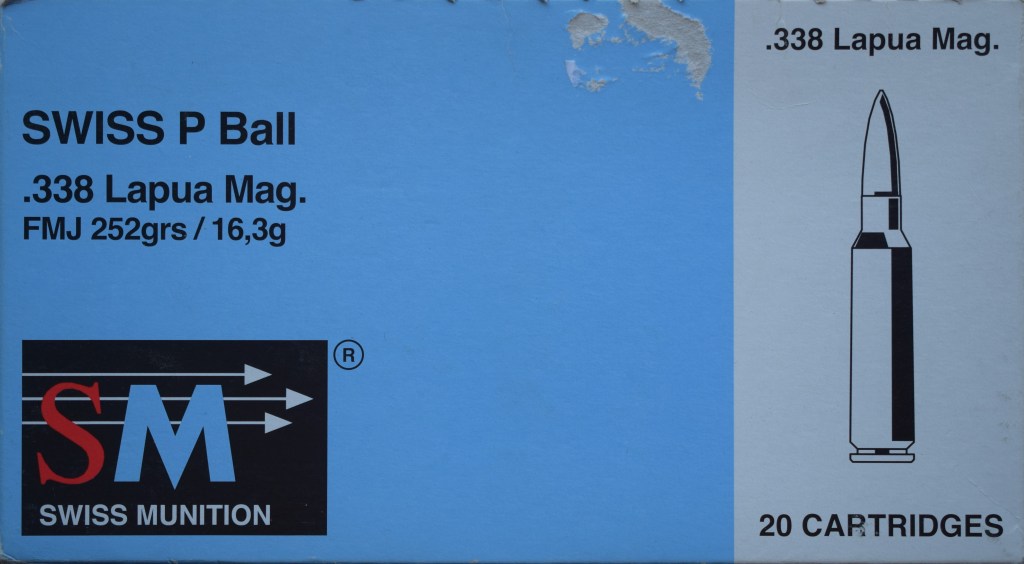 SWISS P Ball
.338 Lapua Mag.
FMJ 252grs / 16,3g
®
SM
SWISS MUNITION
.338 Lapua Mag.
20 CARTRIDGES